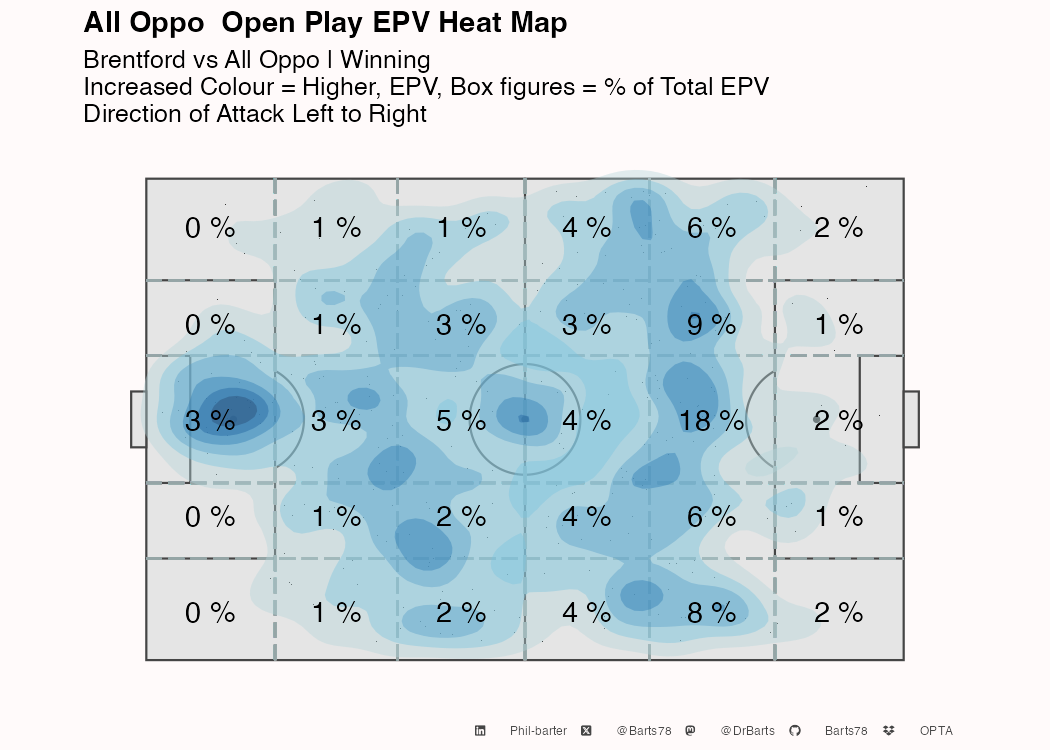 All Oppo  Open Play EPV Heat Map
Brentford vs All Oppo | Winning
Increased Colour = Higher, EPV, Box figures = % of Total EPV
Direction of Attack Left to Right
0 % 1 % 1 % 4 % 6 % 2 %
0 % 1 % 3 % 3 % 9 % 1 %
3 % 3 % 5 % 4 % 18 % 2 %
0 % 1 % 2 % 4 % 6 % 1 %
0 % 1 % 2 % 4 % 8 % 2 %
Phil-barter @Barts78 @DrBarts Barts78 OPTA